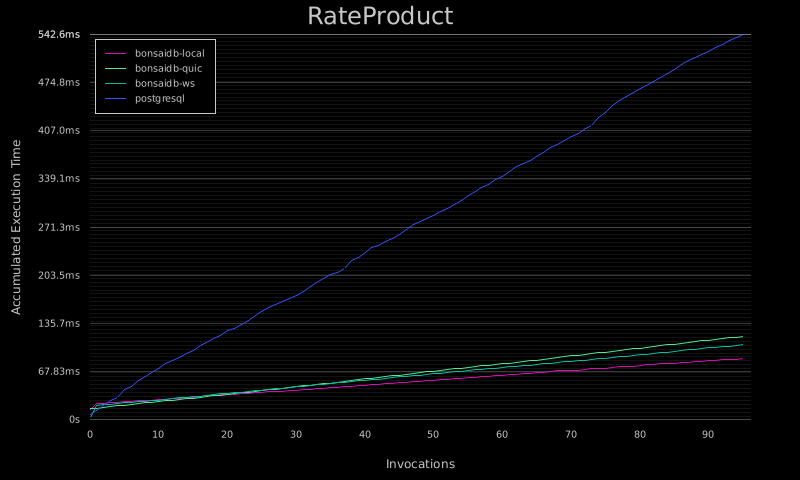 RateProduct
542.6ms
474.8ms
407.0ms
339.1ms
271.3ms
203.5ms
135.7ms
67.83ms
0s
bonsaidb-local
bonsaidb-quic
bonsaidb-ws
postgresql
Accumulated Execution Time
0 10 20 30 40 50 60 70 80 90
Invocations